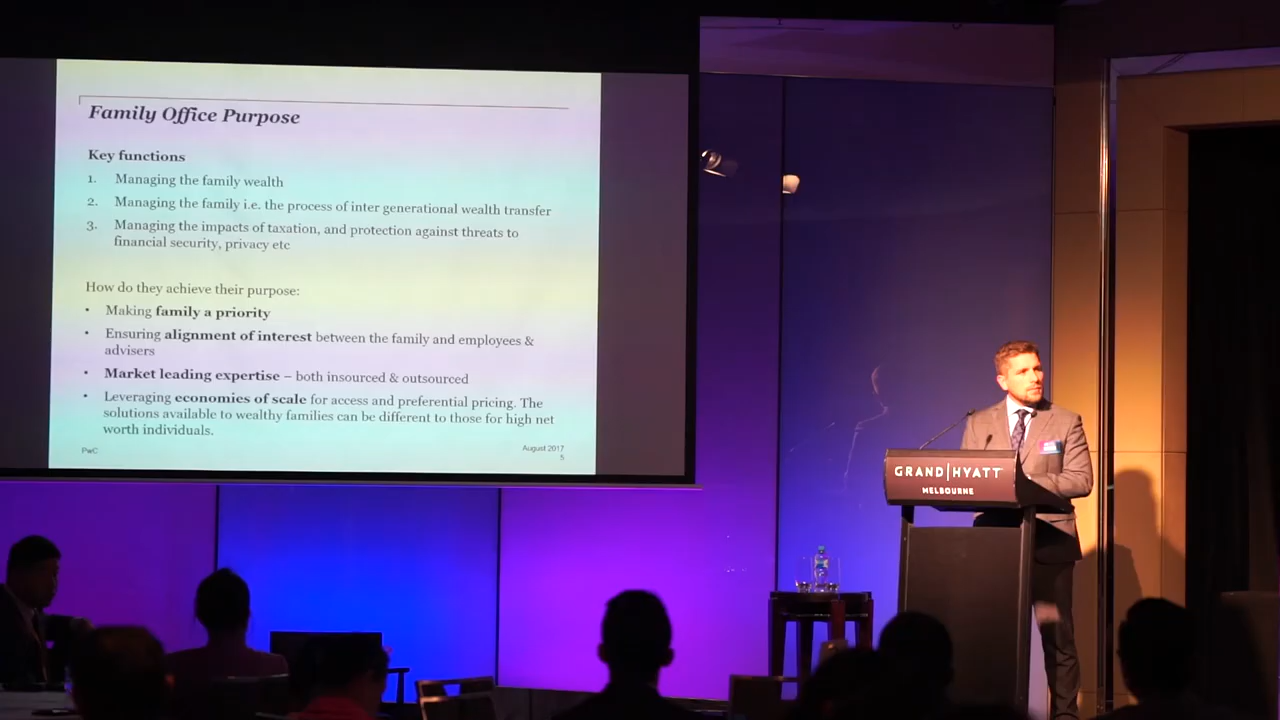 Family Office Purpose
Key functions
1. Managing the family wealth
2. Managing the family i.e. the process of inter generational wealth transfer
3. Managing the impacts of taxation, and protection against threats to
financial security, privacy etc
How do they achieve their purpose:
• Making family a priority
• Ensuring alignment of interest between the family and employees &
advisers
• Market leading expertise – both insourced & outsourced
• Leveraging economies of scale for access and preferential pricing. The
solutions available to wealthy families can be different to those for high net
worth individuals.
PwC
August 2017
5
GRAND|HYATT
MELBOURNE